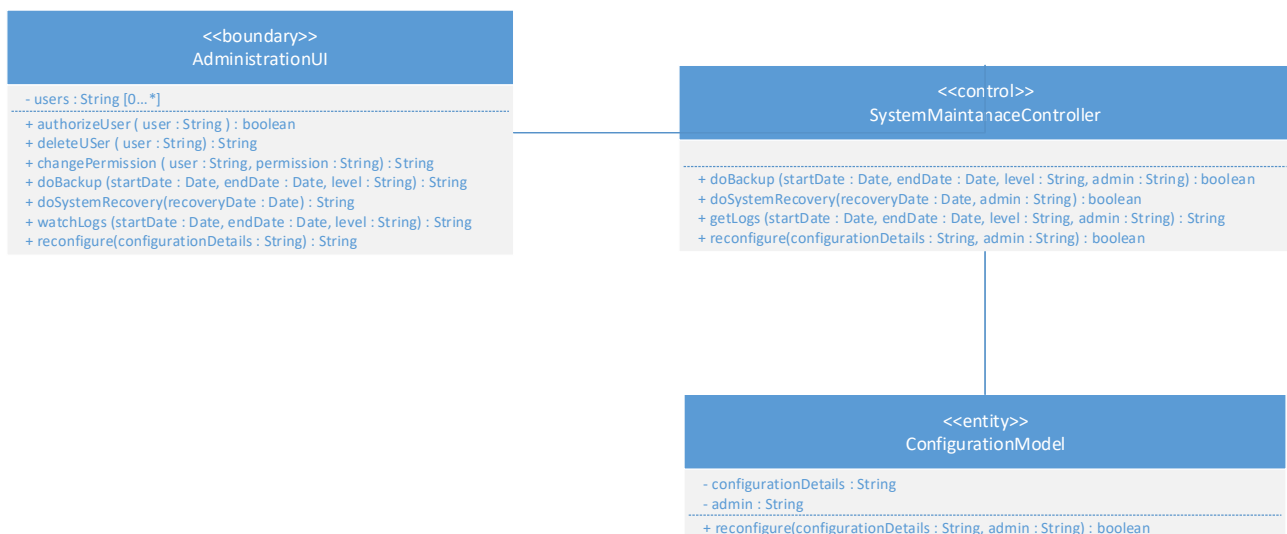 <<boundary>>
AdministrationUI
- users : String [0...*]
+ authorizeUser ( user : String ) : boolean
+ deleteUSer ( user : String) : String
+ changePermission ( user : String, permission : String) : String
+ doBackup (startDate : Date, endDate : Date, level : String) : String
+ doSystemRecovery(recoveryDate : Date) : String
+ watchLogs (startDate : Date, endDate : Date, level : String) : String
+ reconfigure(configurationDetails : String) : String
<<control>>
SystemMaintanaceController
+ doBackup (startDate : Date, endDate : Date, level : String, admin : String) : boolean
+ doSystemRecovery(recoveryDate : Date, admin : String) : boolean
+ getLogs (startDate : Date, endDate : Date, level : String, admin : String) : String
+ reconfigure(configurationDetails : String, admin : String) : boolean
<<entity>>
ConfigurationModel
- configurationDetails : String
- admin : String
+ reconfigure(configurationDetails : String, admin : String) : boolean